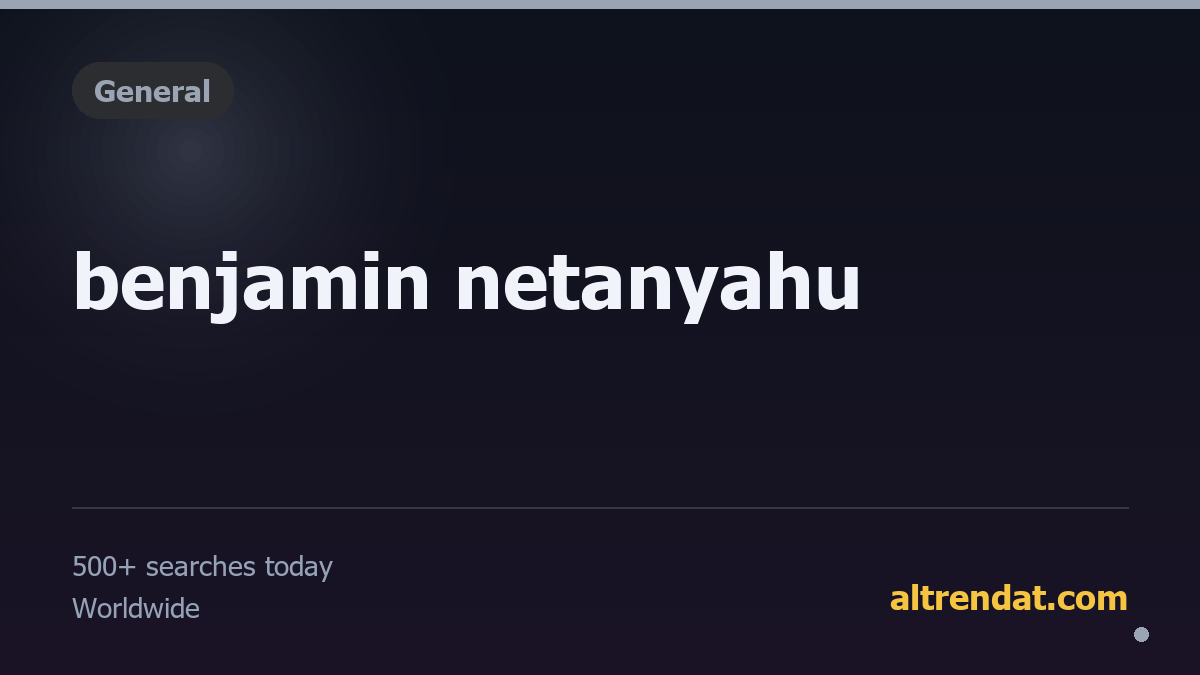 General
benjamin netanyahu
500+ searches today
Worldwide
altrendat.com